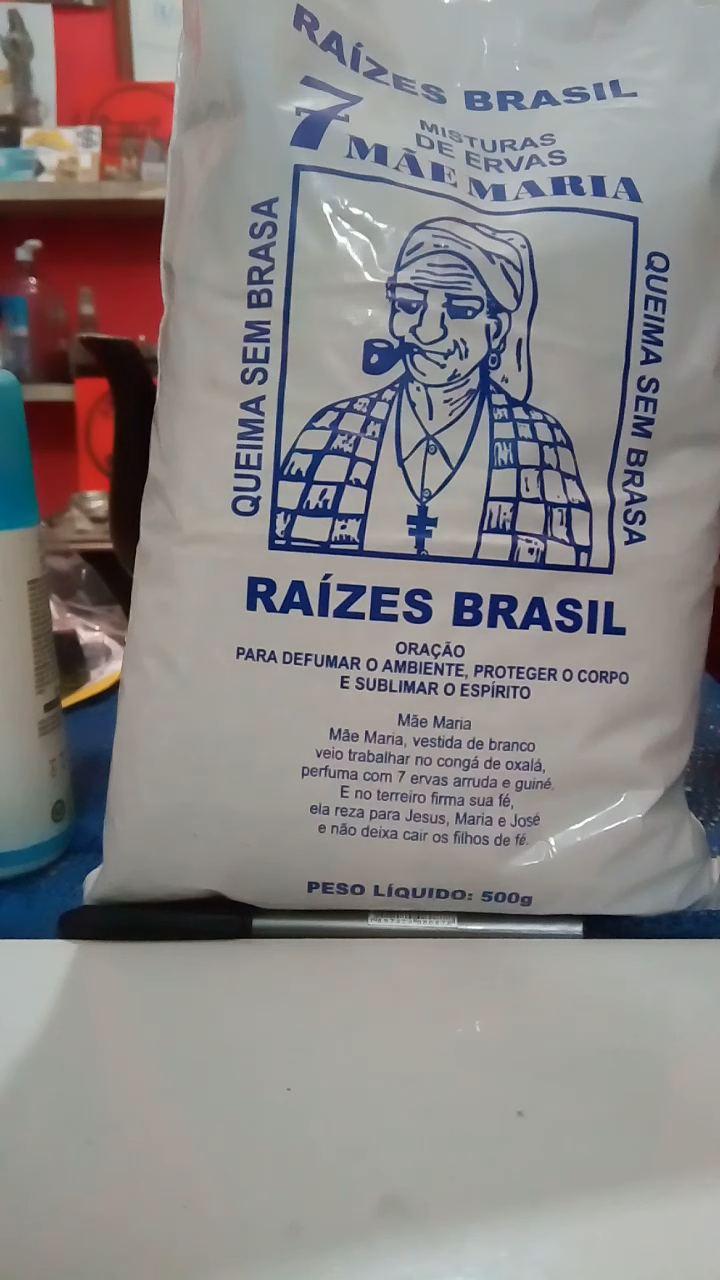 RAÍZES BRASIL
7 MISTURAS
DE ERVAS
MÃE MARIA
QUEIMA SEM BRASA
QUEIMA SEM BRASA
RAÍZES BRASIL
ORAÇÃO
PARA DEFUMAR O AMBIENTE, PROTEGER O CORPO
E SUBLIMAR O ESPÍRITO
Mãe Maria
Mãe Maria, vestida de branco
veio trabalhar no congá de oxalá,
perfuma com 7 ervas arruda e guiné.
E no terreiro firma sua fé,
ela reza para Jesus, Maria e José
e não deixa cair os filhos de fé.
PESO LÍQUIDO: 500g